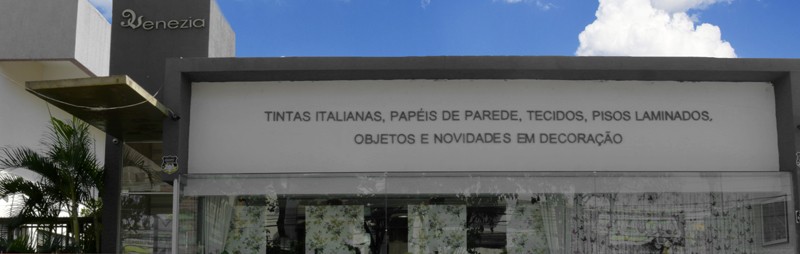 Venezia
TINTAS ITALIANAS, PAPÉIS DE PAREDE, TECIDOS, PISOS LAMINADOS,
OBJETOS E NOVIDADES EM DECORAÇÃO